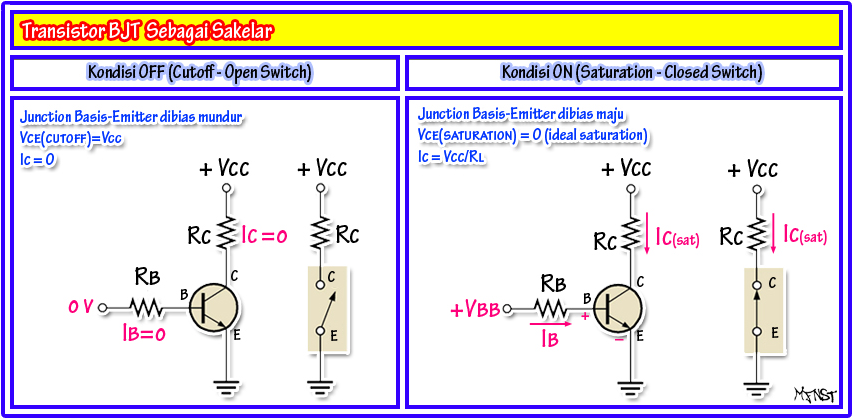 Transistor BJT Sebagai Sakelar
Kondisi OFF (Cutoff - Open Switch)
Kondisi ON (Saturation - Closed Switch)
Junction Basis-Emitter dibias mundur
VCE(CUTOFF)=VCC
IC = 0
+ VCC
+ VCC
RC
IC = 0
RC
RB
C
B
0 V
IB=0
E
C
E
Junction Basis-Emitter dibias maju
VCE(SATURATION) = 0 (ideal saturation)
IC = VCC/RL
+ VCC
+ VCC
RC
IC(sat)
RC
IC(sat)
RB
C
B
+VBB
+
IB
–
E
C
E